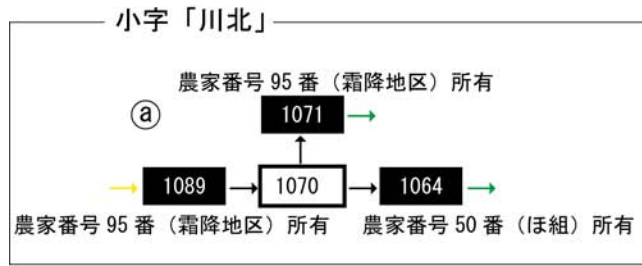 小字「川北」
農家番号 95 番（霜降地区）所有
ⓐ
1071
1089
1070
1064
農家番号 95 番（霜降地区）所有
農家番号 50 番（ほ組）所有